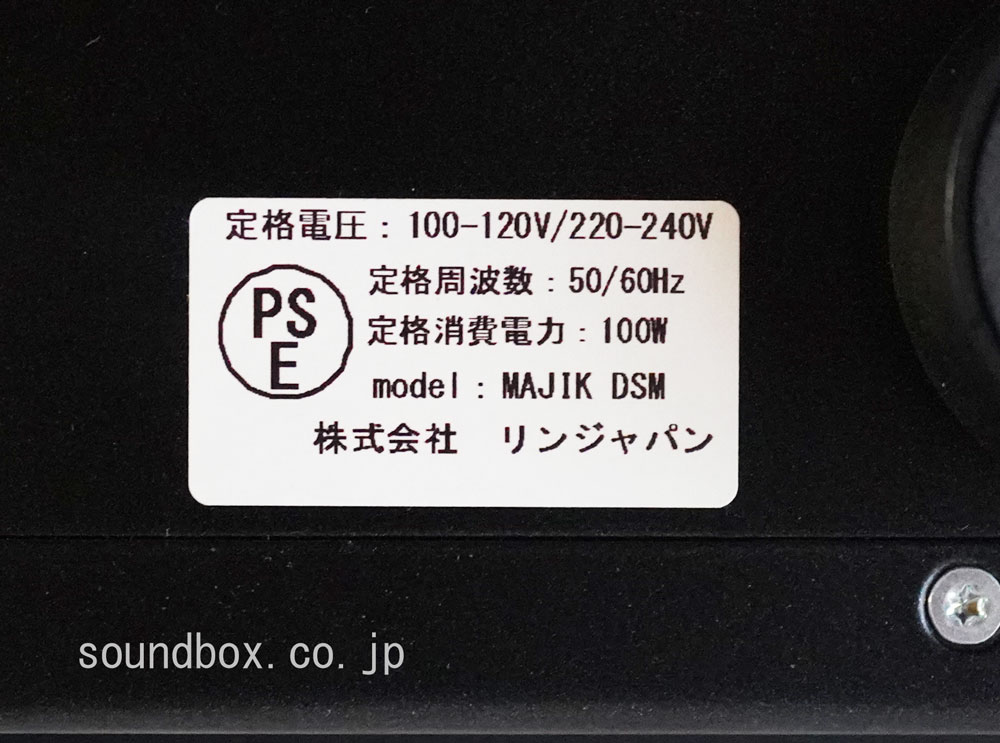 定格電圧：100-120V/220-240V
PS
E
定格周波数：50/60Hz
定格消費電力：100W
model：MAJIK DSM
株式会社　リンジャパン
soundbox.co.jp